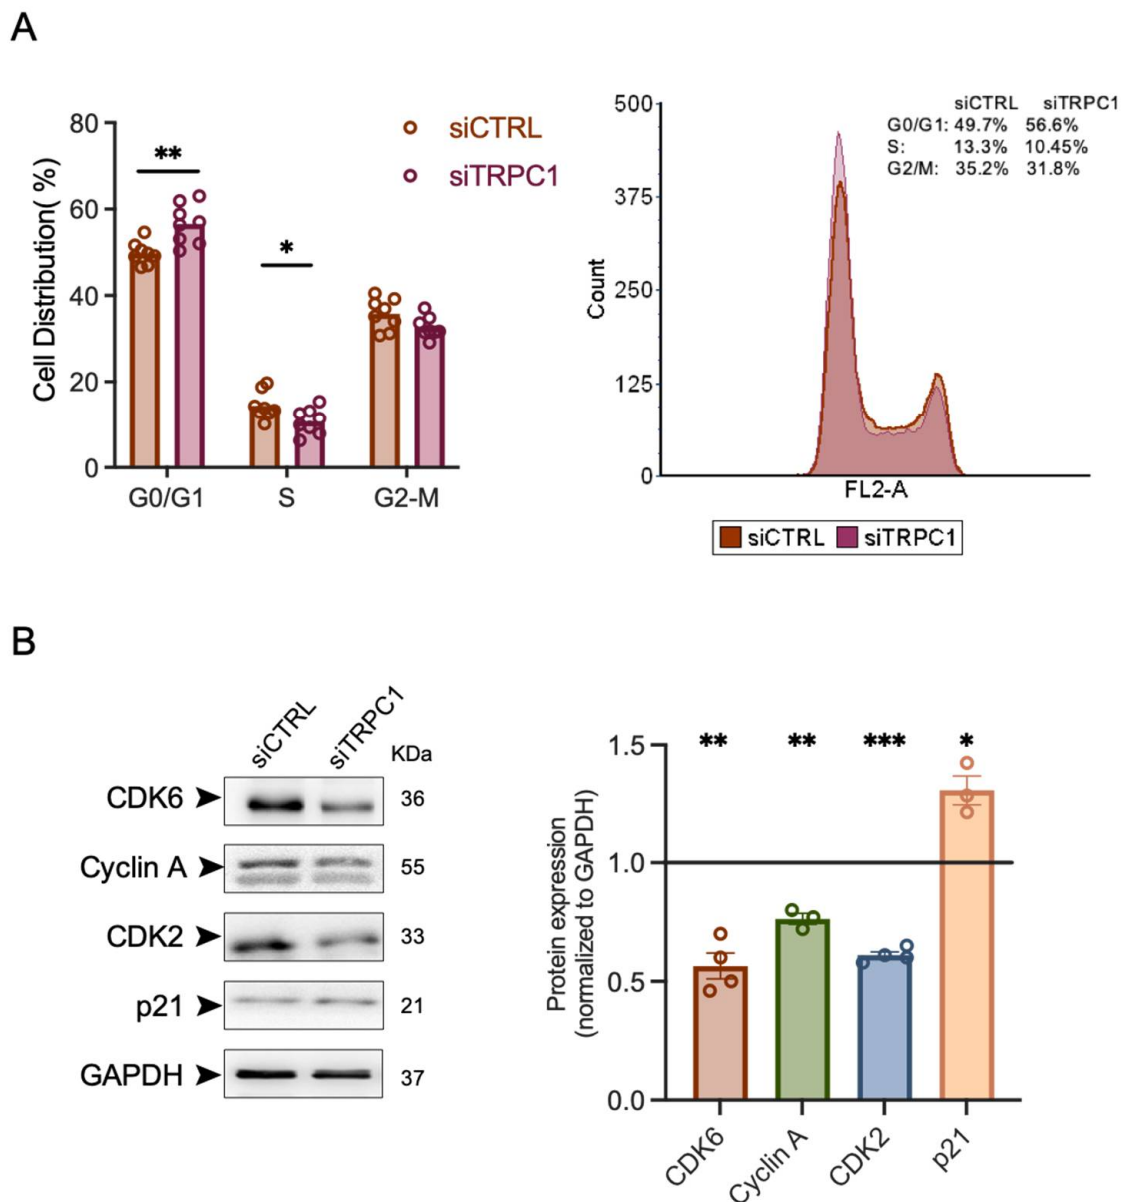 A
80
60
40
20
0
Cell Distribution( %)
**
*
siCTRL
siTRPC1
G0/G1 S G2-M
500
375
250
125
0
Count
siCTRL siTRPC1
G0/G1: 49.7% 56.6%
S: 13.3% 10.45%
G2/M: 35.2% 31.8%
FL2-A
siCTRL siTRPC1
B
siCTRL siTRPC1 KDa
CDK6 36
Cyclin A 55
CDK2 33
p21 21
GAPDH 37
1.5
1.0
0.5
0.0
Protein expression
(normalized to GAPDH)
** ** *** *
CDK6 Cyclin A CDK2 p21